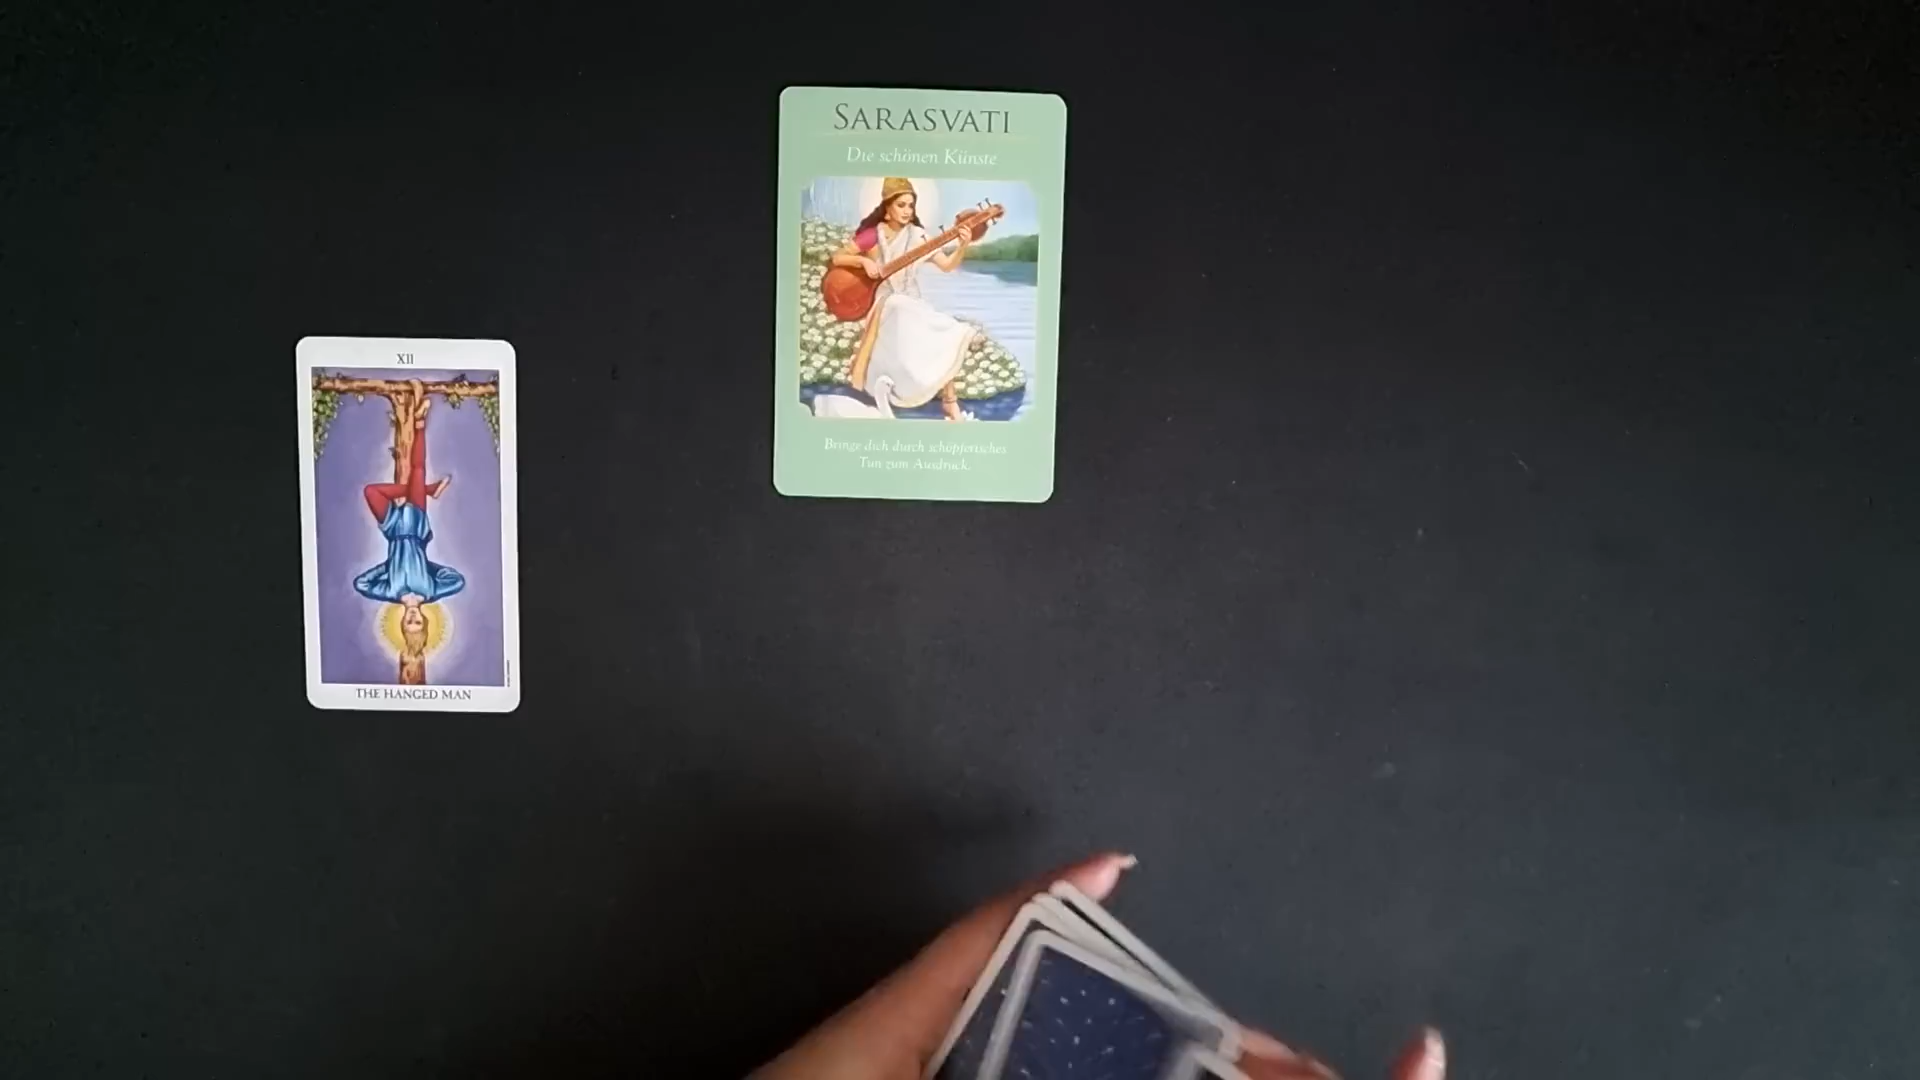 SARASVATI
Die schönen Künste
Bringe dich durch schöpferisches
Tun zum Ausdruck.
XII
THE HANGED MAN